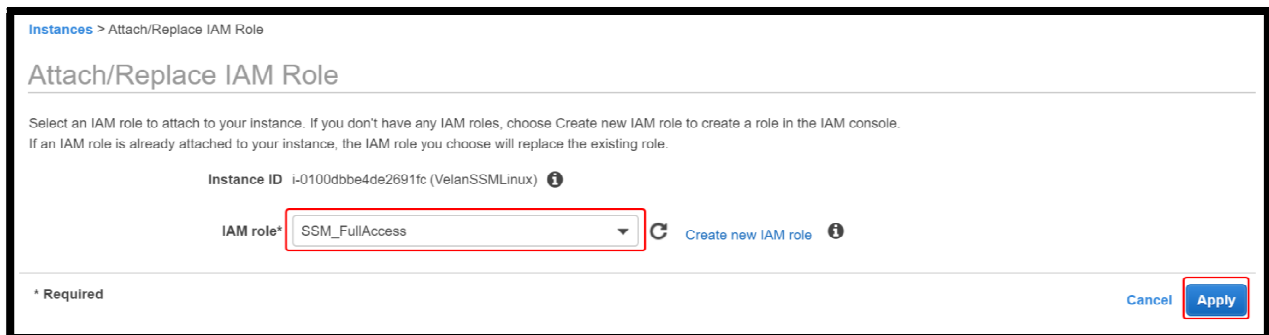 Instances > Attach/Replace IAM Role
Attach/Replace IAM Role
Select an IAM role to attach to your instance. If you don't have any IAM roles, choose Create new IAM role to create a role in the IAM console.
If an IAM role is already attached to your instance, the IAM role you choose will replace the existing role.
Instance ID i-0100dbbe4de2691fc (VelanSSMLinux)
IAM role* SSM_FullAccess Create new IAM role
* Required Cancel Apply